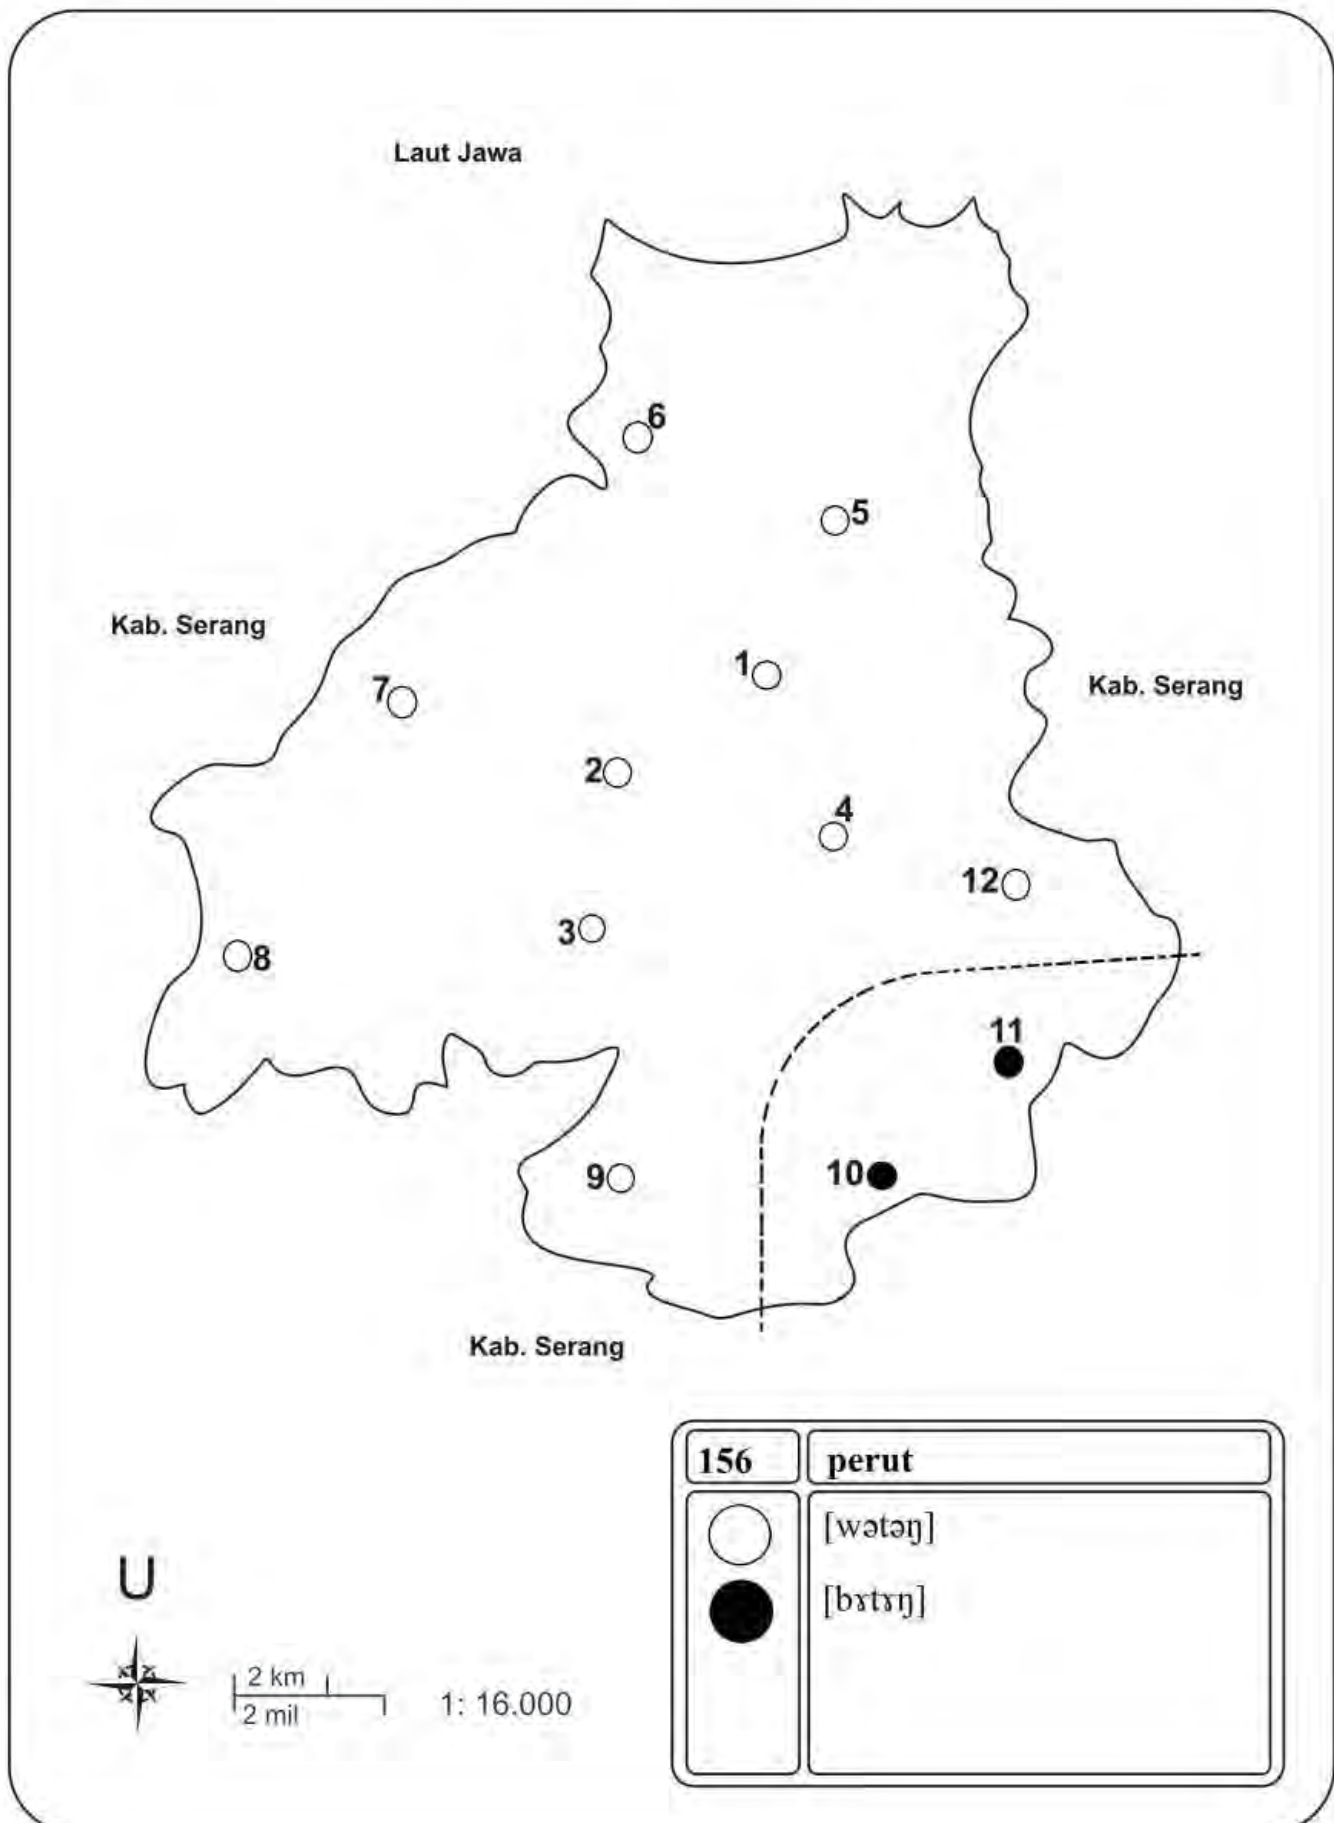 Laut Jawa
6
5
Kab. Serang
1
7
Kab. Serang
2
4
12
3
8
11
10
9
Kab. Serang
156 perut
[wətəŋ]
[bɤtɤŋ]
U
2 km
2 mil
1: 16.000